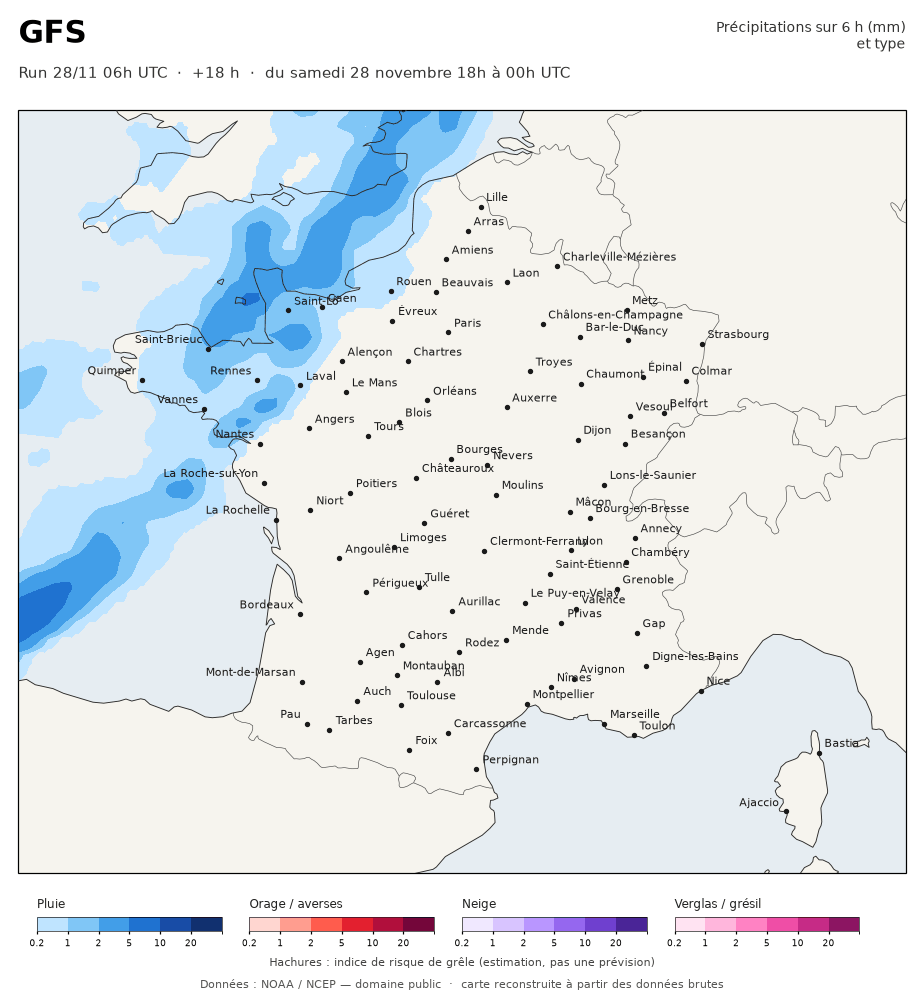 GFS
Précipitations sur 6 h (mm)
et type
Run 28/11 06h UTC · +18 h · du samedi 28 novembre 18h à 00h UTC
Lille
Arras
Amiens
Charleville-Mézières
Laon
Rouen
Beauvais
Saint-Lô
Caen
Metz
Évreux
Châlons-en-Champagne
Paris
Bar-le-Duc
Nancy
Saint-Brieuc
Strasbourg
Alençon
Chartres
Troyes
Quimper
Rennes
Laval
Chaumont
Épinal
Colmar
Le Mans
Vannes
Orléans
Auxerre
Belfort
Vesoul
Angers
Blois
Tours
Nantes
Dijon
Besançon
Bourges
Nevers
La Roche-sur-Yon
Châteauroux
Lons-le-Saunier
Poitiers
Moulins
Niort
Mâcon
Bourg-en-Bresse
La Rochelle
Guéret
Annecy
Limoges
Clermont-Ferrand
Lyon
Angoulême
Chambéry
Saint-Étienne
Tulle
Périgueux
Grenoble
Le Puy-en-Velay
Valence
Bordeaux
Aurillac
Privas
Gap
Cahors
Mende
Rodez
Agen
Digne-les-Bains
Mont-de-Marsan
Montauban
Albi
Avignon
Nîmes
Nice
Auch
Toulouse
Montpellier
Pau
Tarbes
Carcassonne
Marseille
Toulon
Foix
Bastia
Perpignan
Ajaccio
Pluie
0.2 1 2 5 10 20
Orage / averses
0.2 1 2 5 10 20
Neige
0.2 1 2 5 10 20
Verglas / grésil
0.2 1 2 5 10 20
Hachures : indice de risque de grêle (estimation, pas une prévision)
Données : NOAA / NCEP — domaine public · carte reconstruite à partir des données brutes